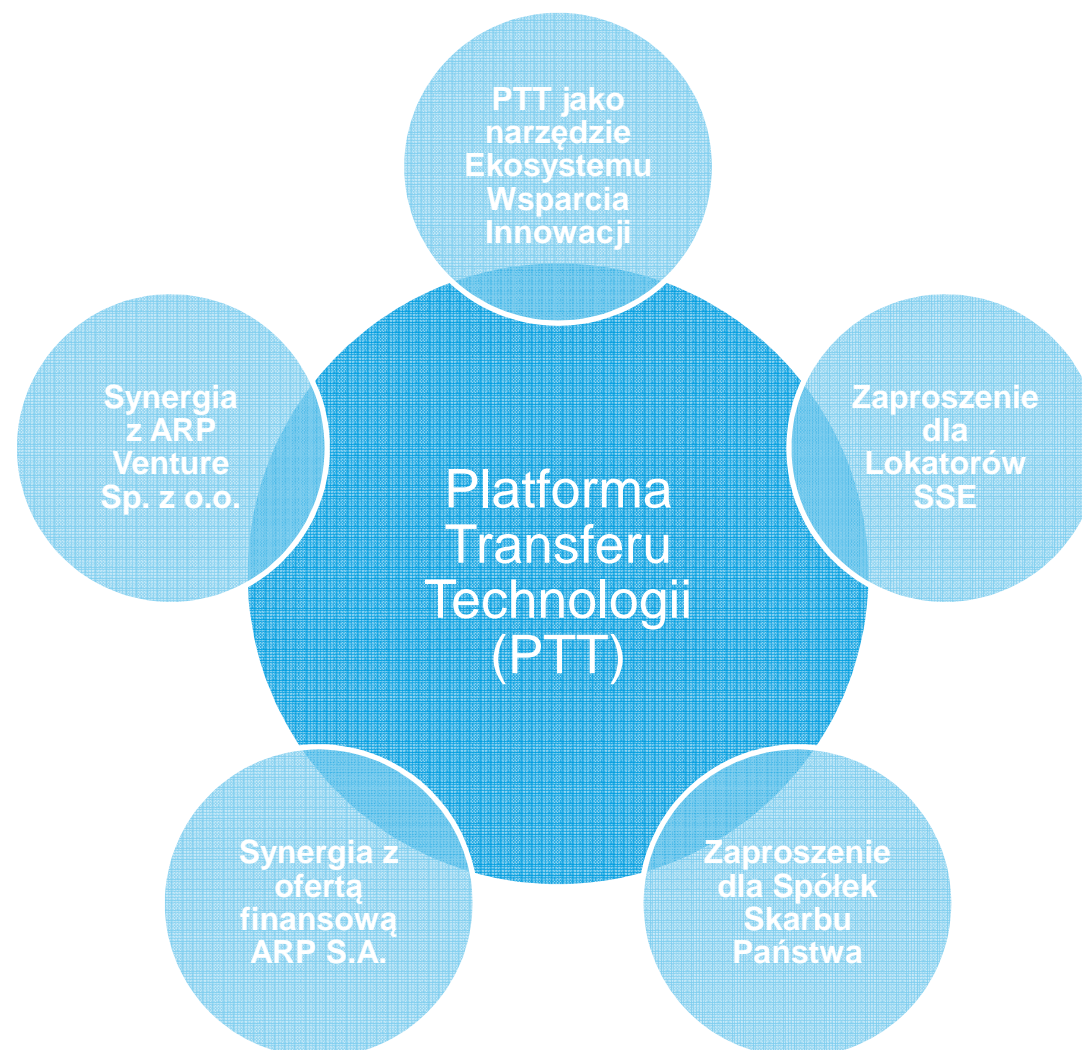 PTT jako
narzędzie
Ekosystemu
Wsparcia
Innowacji
Synergia
z ARP
Venture
Sp. z o.o.
Zaproszenie
dla
Lokatorów
SSE
Platforma
Transferu
Technologii
(PTT)
Synergia z
ofertą
finansową
ARP S.A.
Zaproszenie
dla Spółek
Skarbu
Państwa